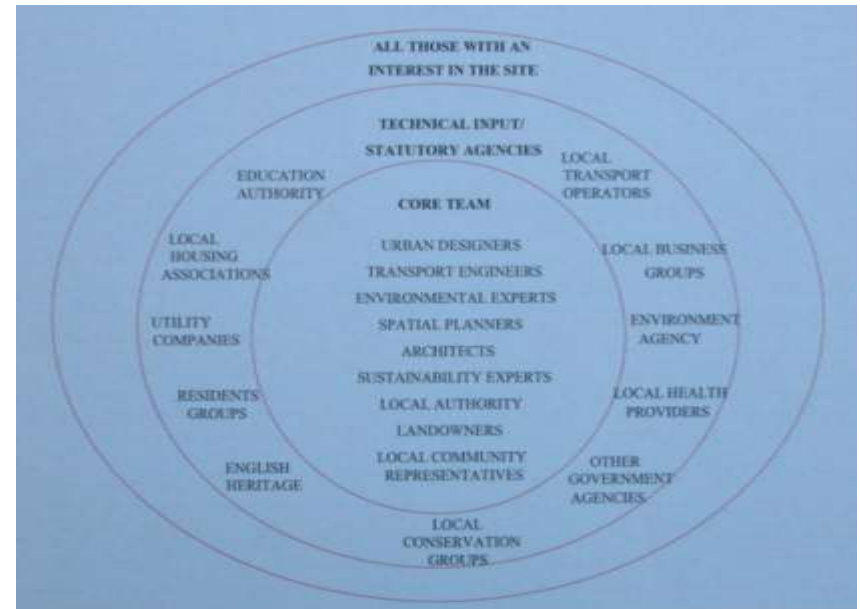 ALL THOSE WITH AN
INTEREST IN THE SITE
TECHNICAL INPUT/
STATUTORY AGENCIES
EDUCATION
AUTHORITY
LOCAL
TRANSPORT
OPERATORS
CORE TEAM
URBAN DESIGNERS
TRANSPORT ENGINEERS
ENVIRONMENTAL EXPERTS
SPATIAL PLANNERS
ARCHITECTS
SUSTAINABILITY EXPERTS
LOCAL AUTHORITY
LANDOWNERS
LOCAL COMMUNITY
REPRESENTATIVES
LOCAL
HOUSING
ASSOCIATIONS
LOCAL BUSINESS
GROUPS
UTILITY
COMPANIES
ENVIRONMENT
AGENCY
RESIDENTS
GROUPS
LOCAL HEALTH
PROVIDERS
ENGLISH
HERITAGE
OTHER
GOVERNMENT
AGENCIES
LOCAL
CONSERVATION
GROUPS